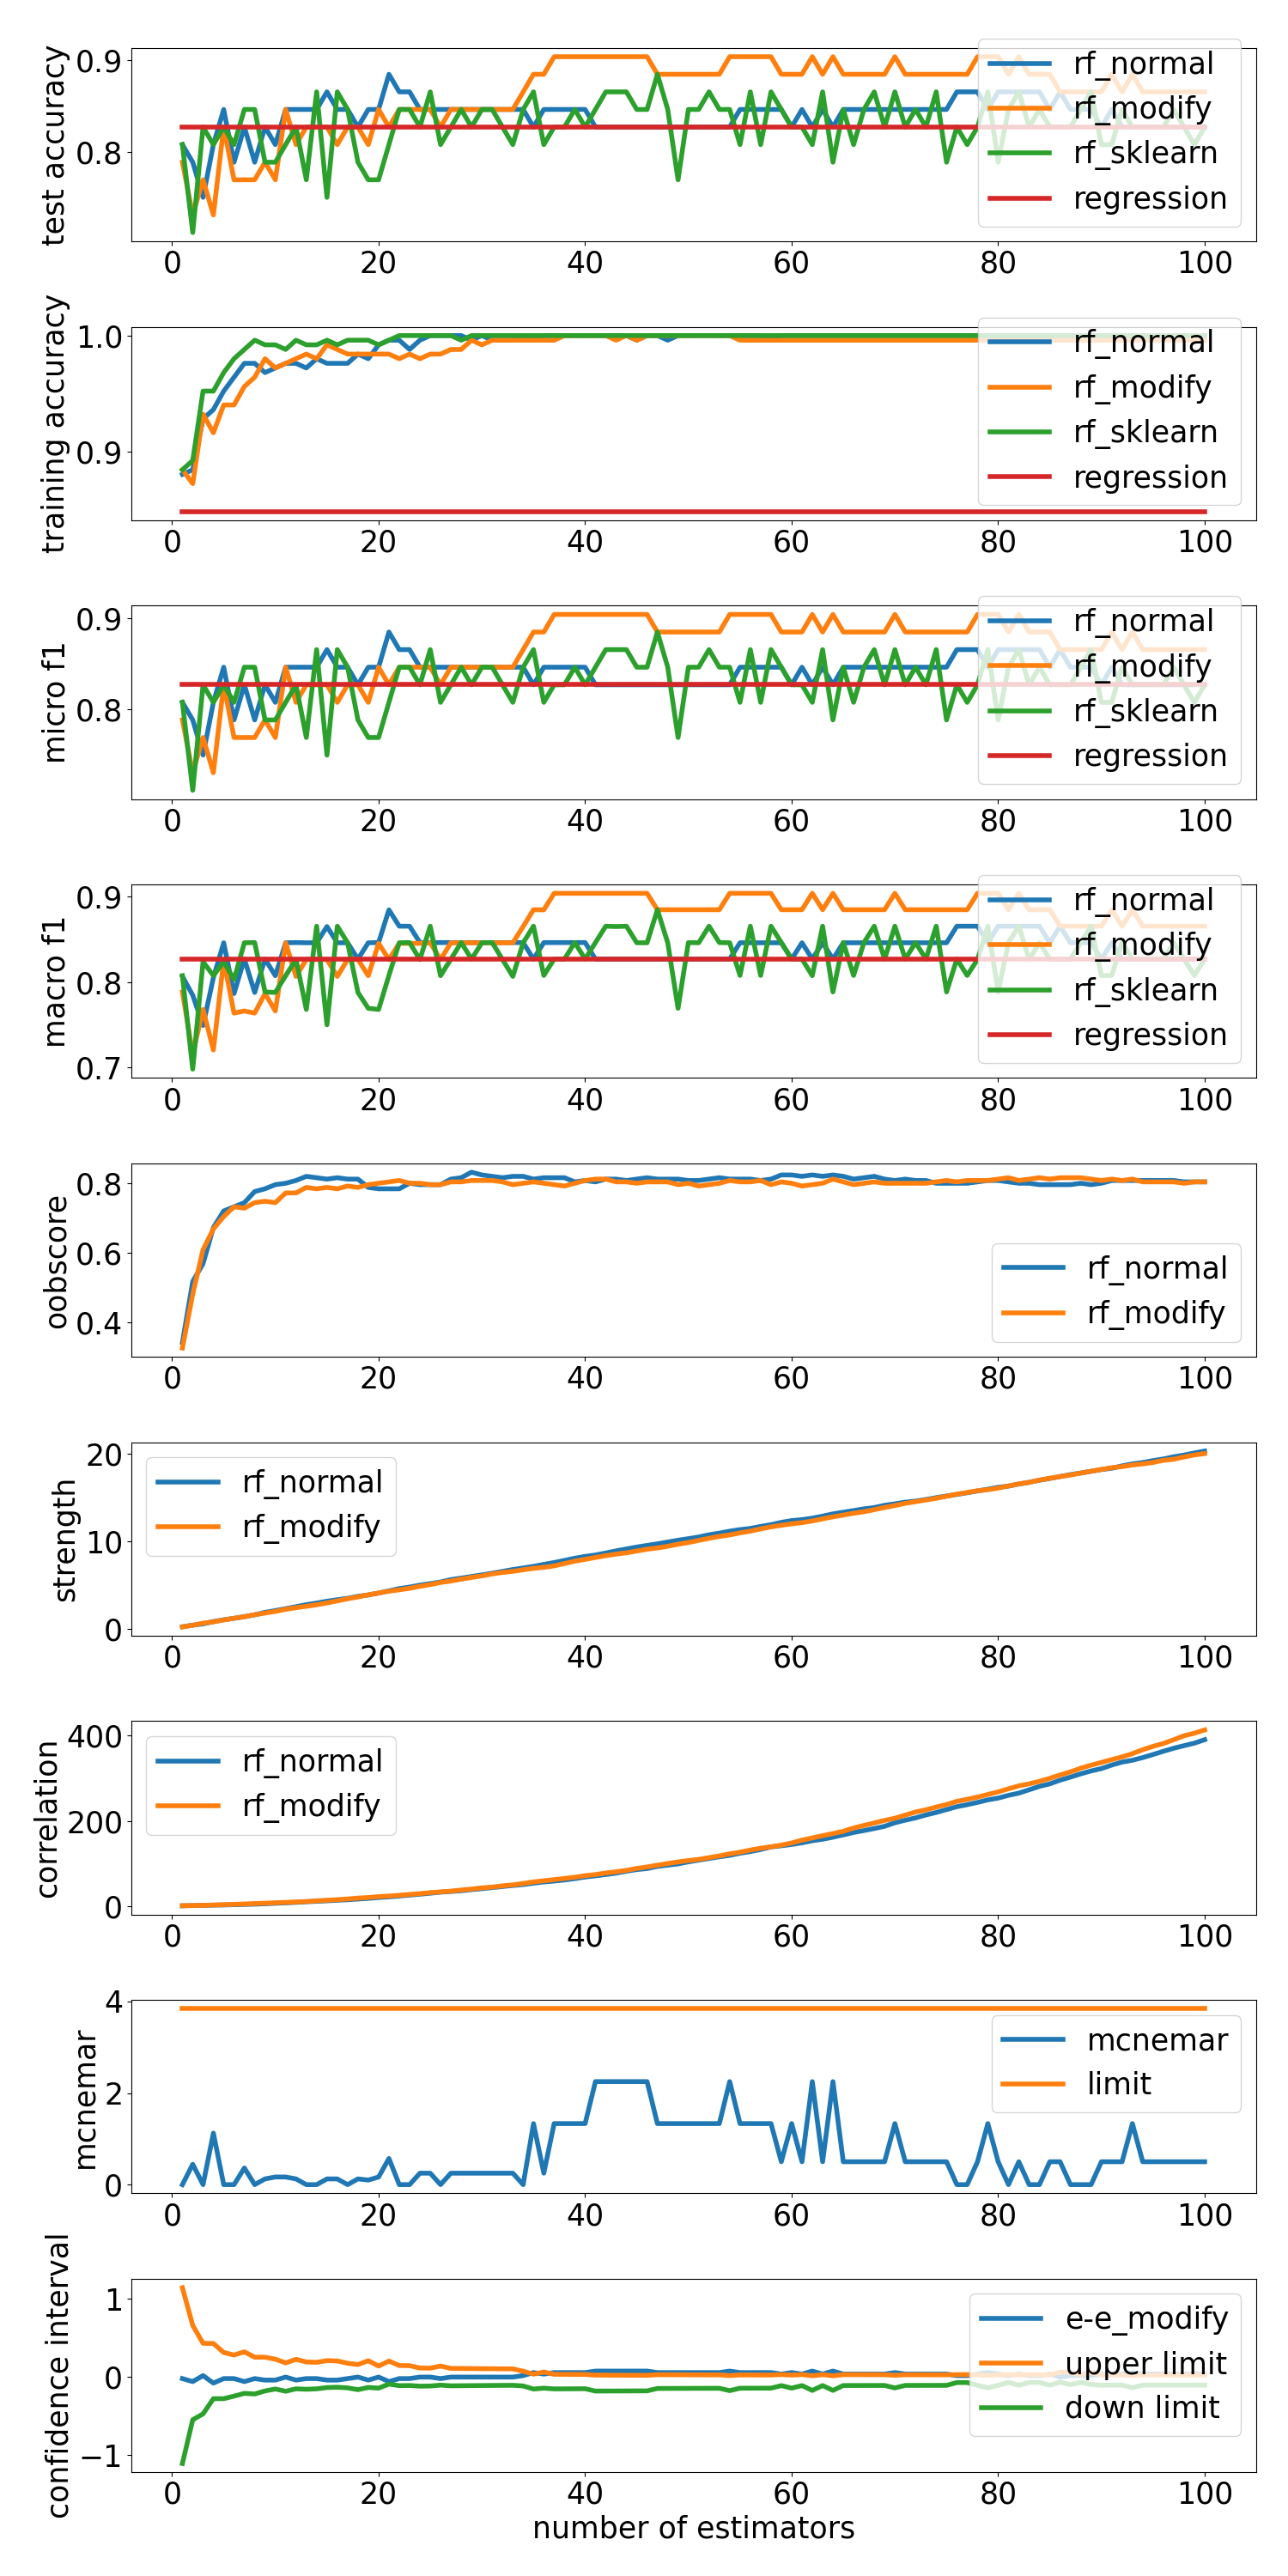 test accuracy
0.9
0.8
rf_normal
rf_modify
rf_sklearn
regression
0 20 40 60 80 100
training accuracy
1.0
0.9
rf_normal
rf_modify
rf_sklearn
regression
0 20 40 60 80 100
micro f1
0.9
0.8
rf_normal
rf_modify
rf_sklearn
regression
0 20 40 60 80 100
macro f1
0.9
0.8
0.7
rf_normal
rf_modify
rf_sklearn
regression
0 20 40 60 80 100
oobscore
0.8
0.6
0.4
rf_normal
rf_modify
0 20 40 60 80 100
strength
20
10
0
rf_normal
rf_modify
0 20 40 60 80 100
correlation
400
200
0
rf_normal
rf_modify
0 20 40 60 80 100
mcnemar
4
2
0
mcnemar
limit
0 20 40 60 80 100
confidence interval
1
0
−1
e-e_modify
upper limit
down limit
0 20 40 60 80 100
number of estimators